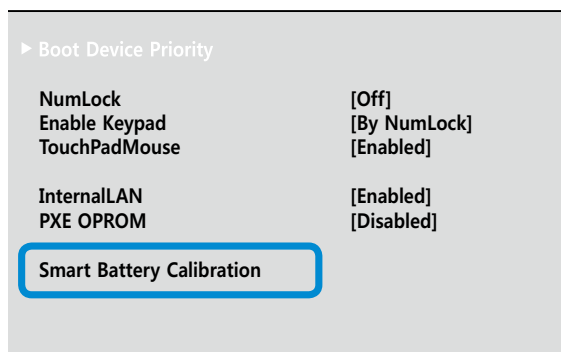 ▶ Boot Device Priority
NumLock [Off]
Enable Keypad [By NumLock]
TouchPadMouse [Enabled]
InternalLAN [Enabled]
PXE OPROM [Disabled]
Smart Battery Calibration